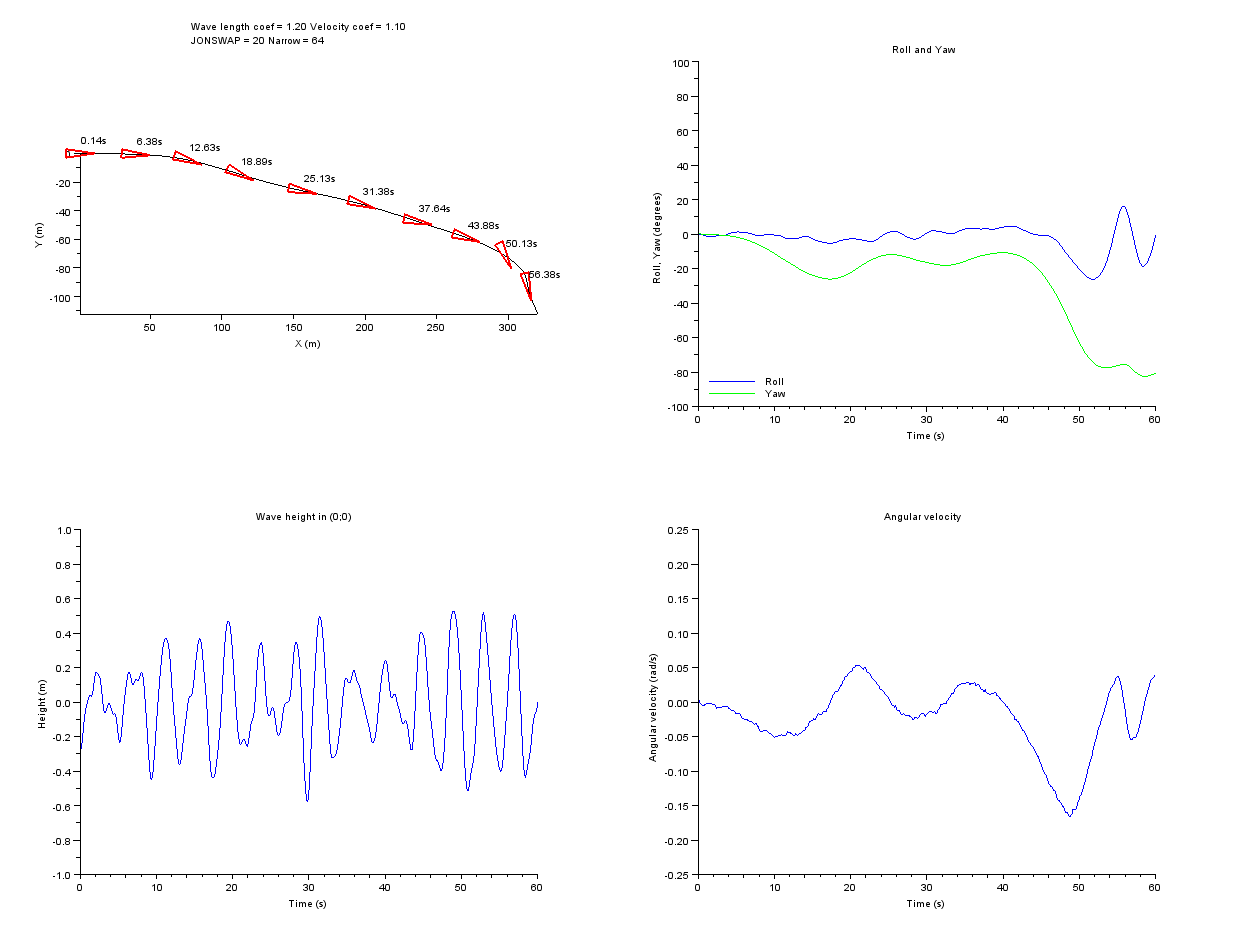 Wave length coef = 1.20 Velocity coef = 1.10
JONSWAP = 20 Narrow = 64
0.14s
6.38s
12.63s
18.89s
25.13s
31.38s
37.64s
43.88s
50.13s
56.38s
-20
-40
-60
-80
-100
Y (m)
50 100 150 200 250 300
X (m)
Roll and Yaw
100
80
60
40
20
0
-20
-40
-60
-80
-100
Roll, Yaw (degrees)
Roll
Yaw
0 10 20 30 40 50 60
Time (s)
Wave height in (0;0)
1.0
0.8
0.6
0.4
0.2
0.0
-0.2
-0.4
-0.6
-0.8
-1.0
Height (m)
0 10 20 30 40 50 60
Time (s)
Angular velocity
0.25
0.20
0.15
0.10
0.05
0.00
-0.05
-0.10
-0.15
-0.20
-0.25
Angular velocity (rad/s)
0 10 20 30 40 50 60
Time (s)